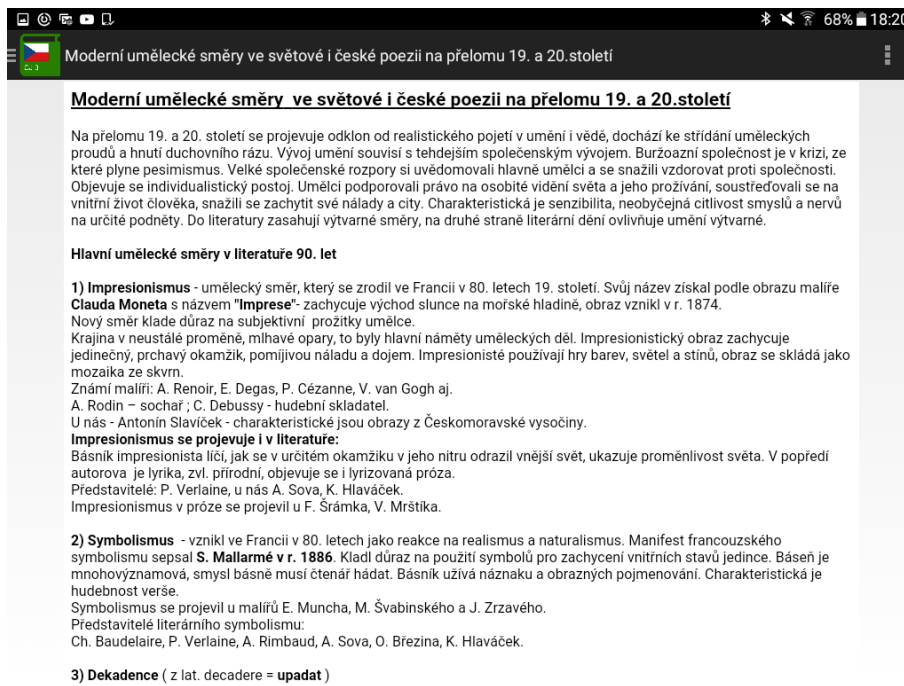 68% 18:20
Moderní umělecké směry ve světové i české poezii na přelomu 19. a 20.století
Moderní umělecké směry ve světové i české poezii na přelomu 19. a 20.století
Na přelomu 19. a 20. století se projevuje odklon od realistického pojetí v umění i vědě, dochází ke střídání uměleckých
proudů a hnutí duchovního rázu. Vývoj umění souvisí s tehdejším společenským vývojem. Buržoazní společnost je v krizi, ze
které plyne pesimismus. Velké společenské rozpory si uvědomovali hlavně umělci a se snažili vzdorovat proti společnosti.
Objevuje se individualistický postoj. Umělci podporovali právo na osobité vidění světa a jeho prožívání, soustřeďovali se na
vnitřní život člověka, snažili se zachytit své nálady a city. Charakteristická je senzibilita, neobyčejná citlivost smyslů a nervů
na určité podněty. Do literatury zasahují výtvarné směry, na druhé straně literární dění ovlivňuje umění výtvarné.
Hlavní umělecké směry v literatuře 90. let
1) Impresionismus - umělecký směr, který se zrodil ve Francii v 80. letech 19. století. Svůj název získal podle obrazu malíře
Clauda Moneta s názvem "Imprese"- zachycuje východ slunce na mořské hladině, obraz vznikl v r. 1874.
Nový směr klade důraz na subjektivní prožitky umělce.
Krajina v neustálé proměně, mlhavé opary, to byly hlavní náměty uměleckých děl. Impresionistický obraz zachycuje
jedinečný, prchavý okamžik, pomíjivou náladu a dojem. Impresionisté používají hry barev, světel a stínů, obraz se skládá jako
mozaika ze skvrn.
Známí malíři: A. Renoir, E. Degas, P. Cézanne, V. van Gogh aj.
A. Rodin – sochař ; C. Debussy - hudební skladatel.
U nás - Antonín Slavíček - charakteristické jsou obrazy z Českomoravské vysočiny.
Impresionismus se projevuje i v literatuře:
Básník impresionista líčí, jak se v určitém okamžiku v jeho nitru odrazil vnější svět, ukazuje proměnlivost světa. V popředí
autorova je lyrika, zvl. přírodní, objevuje se i lyrizovaná próza.
Představitelé: P. Verlaine, u nás A. Sova, K. Hlaváček.
Impresionismus v próze se projevil u F. Šrámka, V. Mrštíka.
2) Symbolismus - vznikl ve Francii v 80. letech jako reakce na realismus a naturalismus. Manifest francouzského
symbolismu sepsal S. Mallarmé v r. 1886. Kladl důraz na použití symbolů pro zachycení vnitřních stavů jedince. Báseň je
mnohovýznamová, smysl básně musí čtenář hádat. Básník užívá náznaku a obrazných pojmenování. Charakteristická je
hudebnost verše.
Symbolismus se projevil u malířů E. Muncha, M. Švabinského a J. Zrzavého.
Představitelé literárního symbolismu:
Ch. Baudelaire, P. Verlaine, A. Rimbaud, A. Sova, O. Březina, K. Hlaváček.
3) Dekadence ( z lat. decadere = upadat )